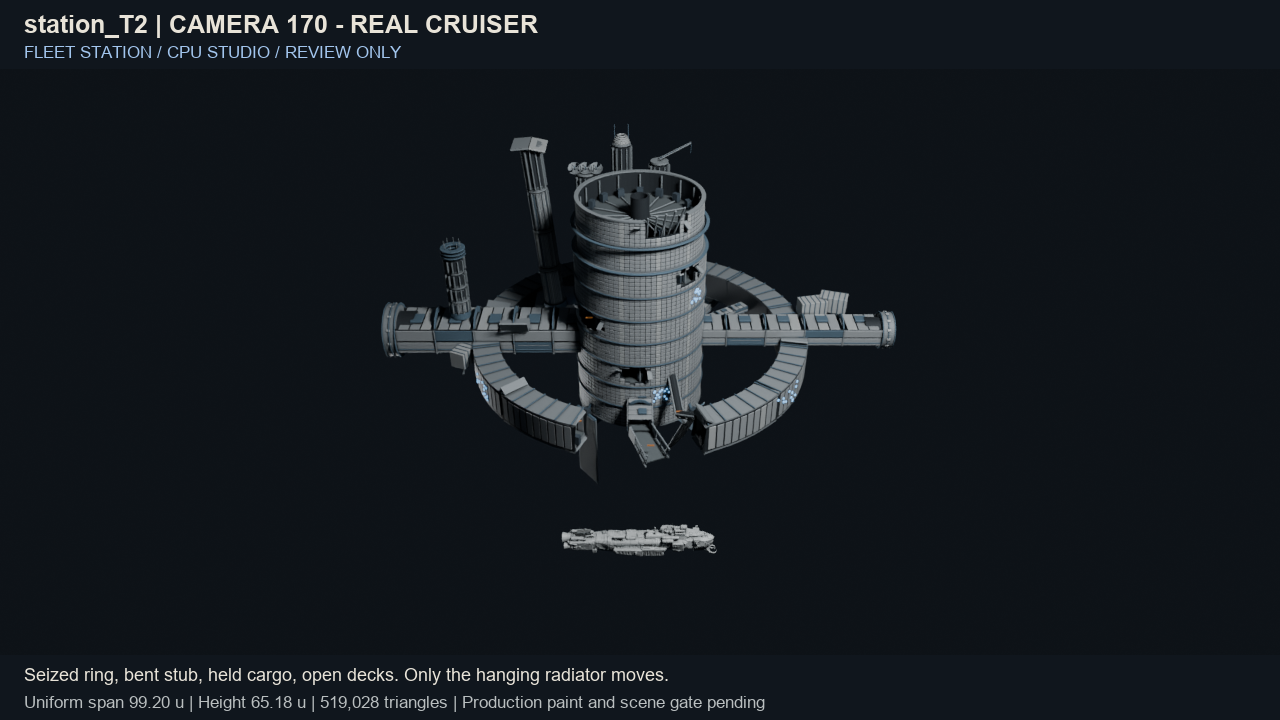 station_T2 | CAMERA 170 - REAL CRUISER
FLEET STATION / CPU STUDIO / REVIEW ONLY
Seized ring, bent stub, held cargo, open decks. Only the hanging radiator moves.
Uniform span 99.20 u | Height 65.18 u | 519,028 triangles | Production paint and scene gate pending